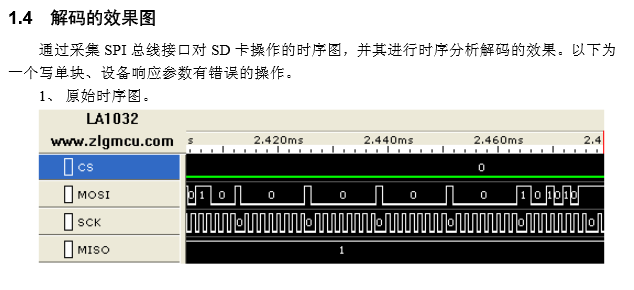 1.4 解码的效果图
通过采集 SPI 总线接口对 SD 卡操作的时序图，并其进行时序分析解码的效果。以下为
一个写单块、设备响应参数有错误的操作。
1、 原始时序图。
LA1032
www.zlgmcu.com s 2.420ms 2.440ms 2.460ms 2.4
CS 0
MOSI 0 1 0 0 0 0 0 1 0 1 0 1 0
SCK 0 0 0 0 0 0
MISO 1